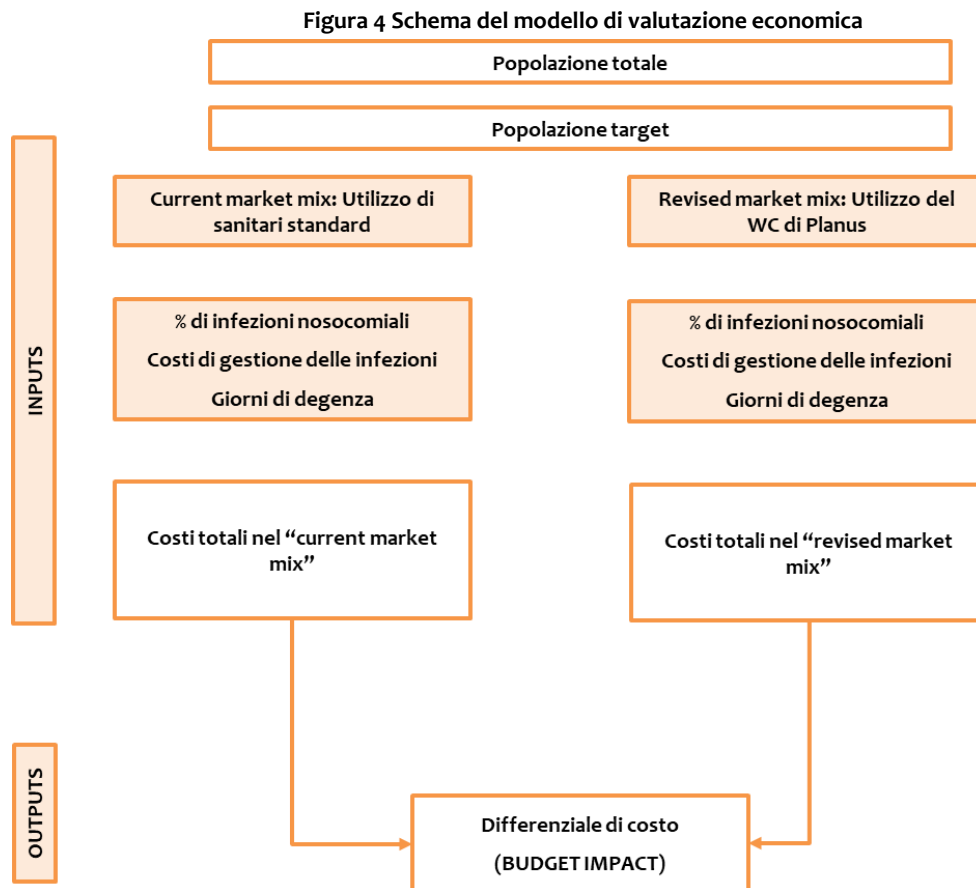 Figura 4 Schema del modello di valutazione economica
Popolazione totale
Popolazione target
INPUTS
Current market mix: Utilizzo di
sanitari standard
Revised market mix: Utilizzo del
WC di Planus
% di infezioni nosocomiali
Costi di gestione delle infezioni
Giorni di degenza
% di infezioni nosocomiali
Costi di gestione delle infezioni
Giorni di degenza
Costi totali nel “current market
mix”
Costi totali nel “revised market
mix”
OUTPUTS
Differenziale di costo
(BUDGET IMPACT)